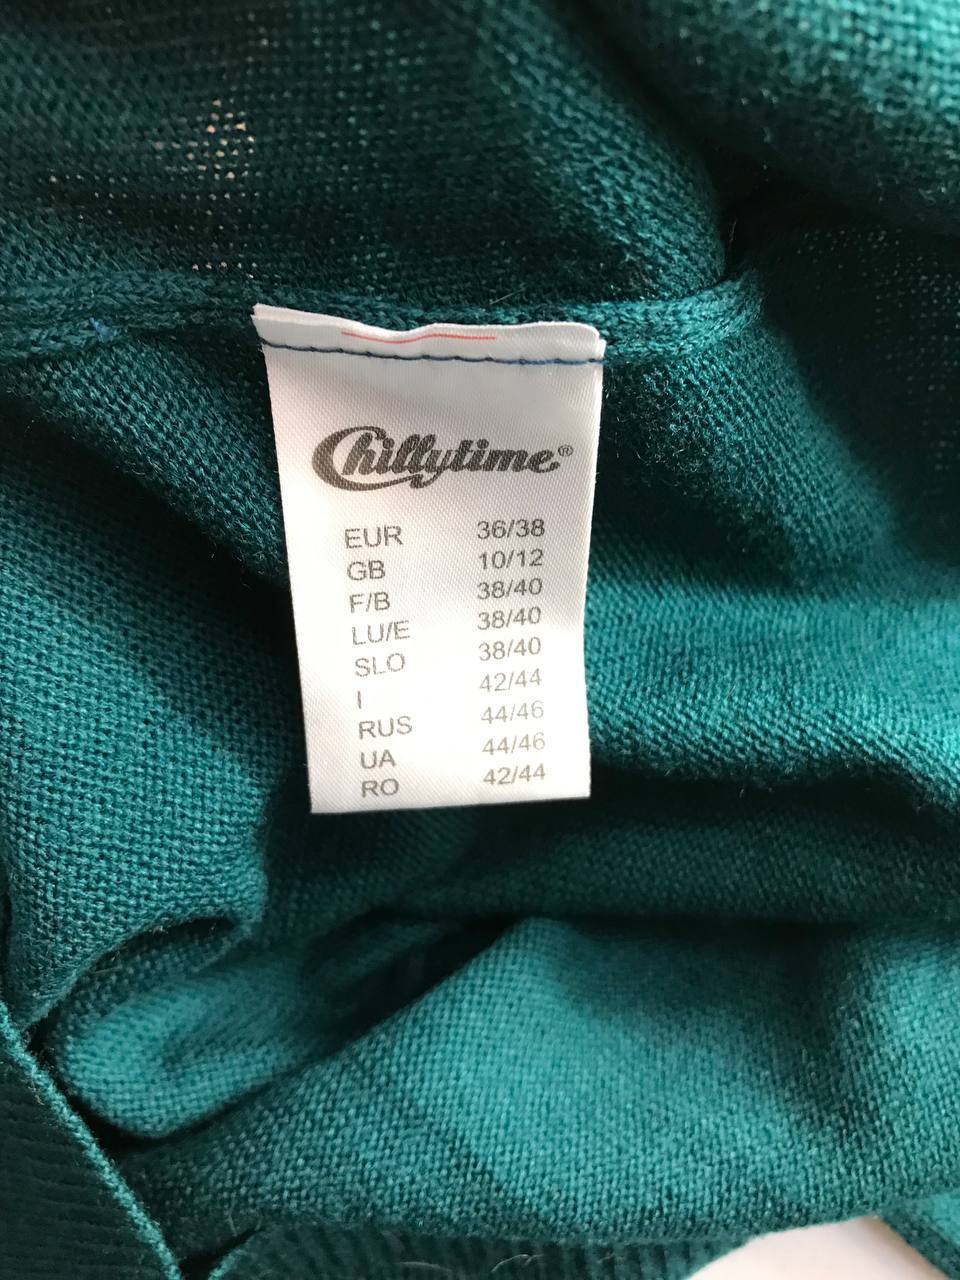 Chillytime®
EUR 36/38
GB 10/12
F/B 38/40
LU/E 38/40
SLO 38/40
I 42/44
RUS 44/46
UA 44/46
RO 42/44